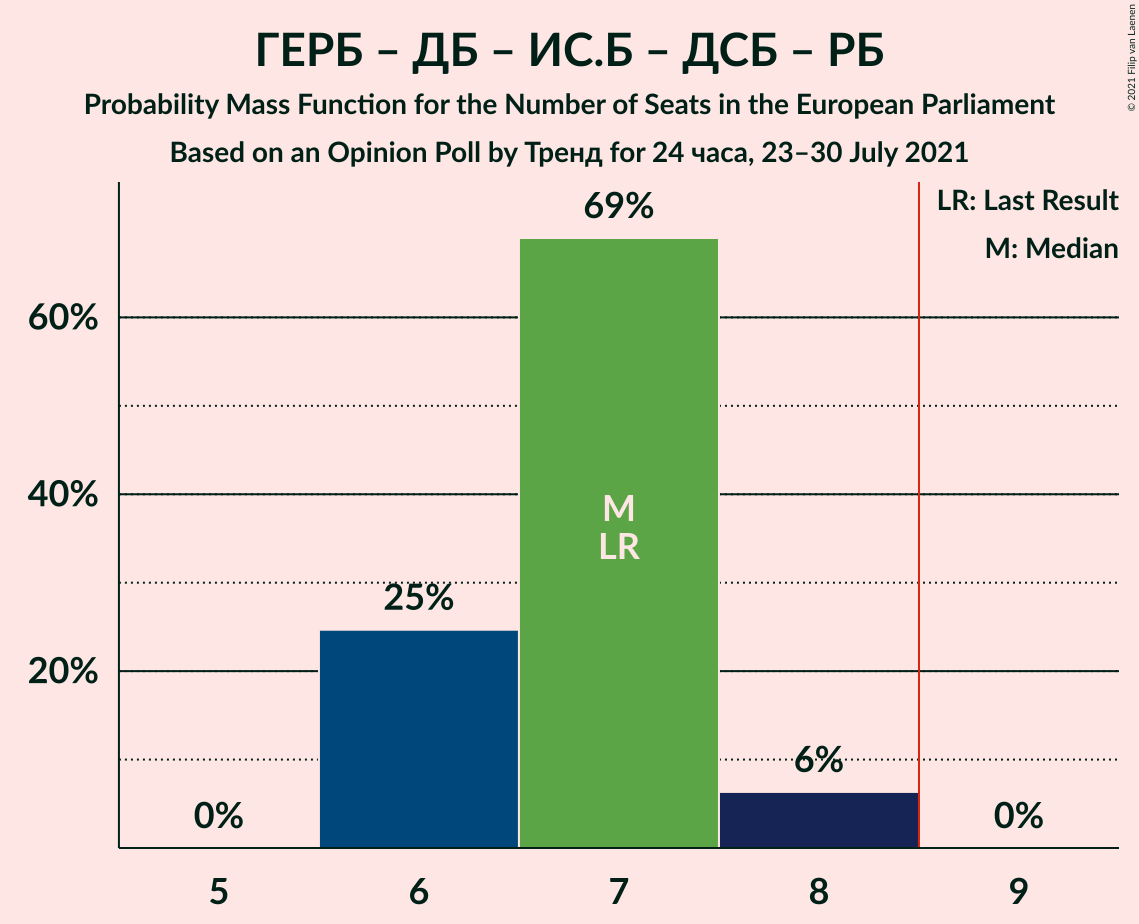 ГЕРБ – ДБ – ИС.Б – ДСБ – РБ
Probability Mass Function for the Number of Seats in the European Parliament
Based on an Opinion Poll by Тренд for 24 часа, 23–30 July 2021
© 2021 Filip van Laenen
LR: Last Result
M: Median
69%
60%
40%
M
LR
25%
20%
6%
0%
0%
5
6
7
8
9